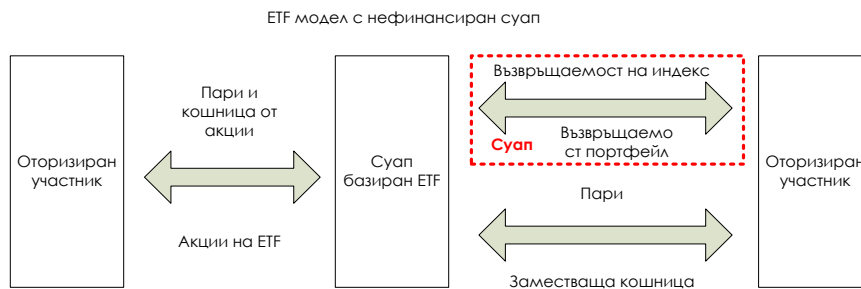 ETF модел с нефинансиран суап
Оторизиран
участник
Пари и
кошница от
акции
Акции на ETF
Суап
базиран ETF
Възвръщаемост на индекс
Суап
Възвръщаемо
ст портфейл
Пари
Заместваща кошница
Оторизиран
участник